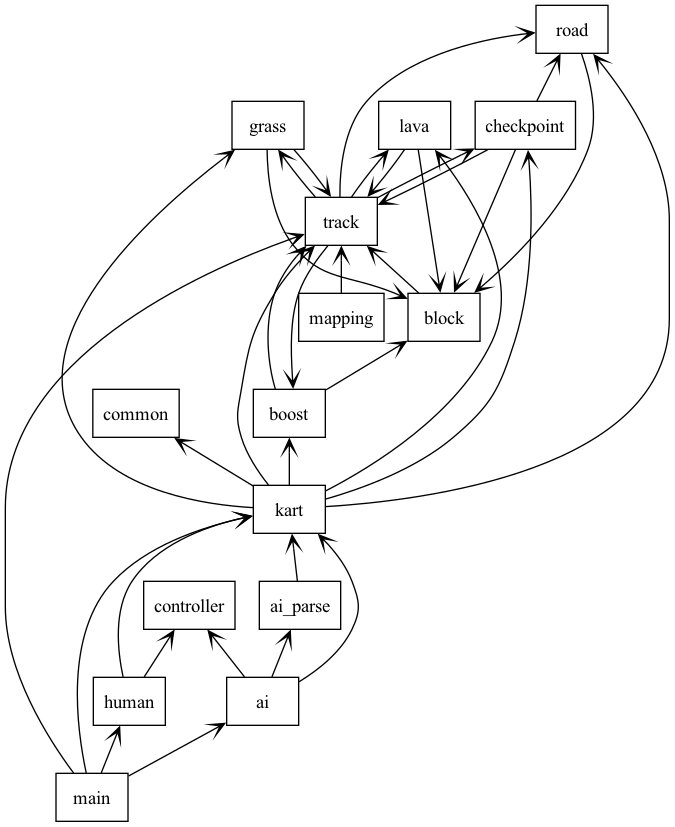 road
grass
lava
checkpoint
track
mapping
block
common
boost
kart
controller
ai_parse
human
ai
main